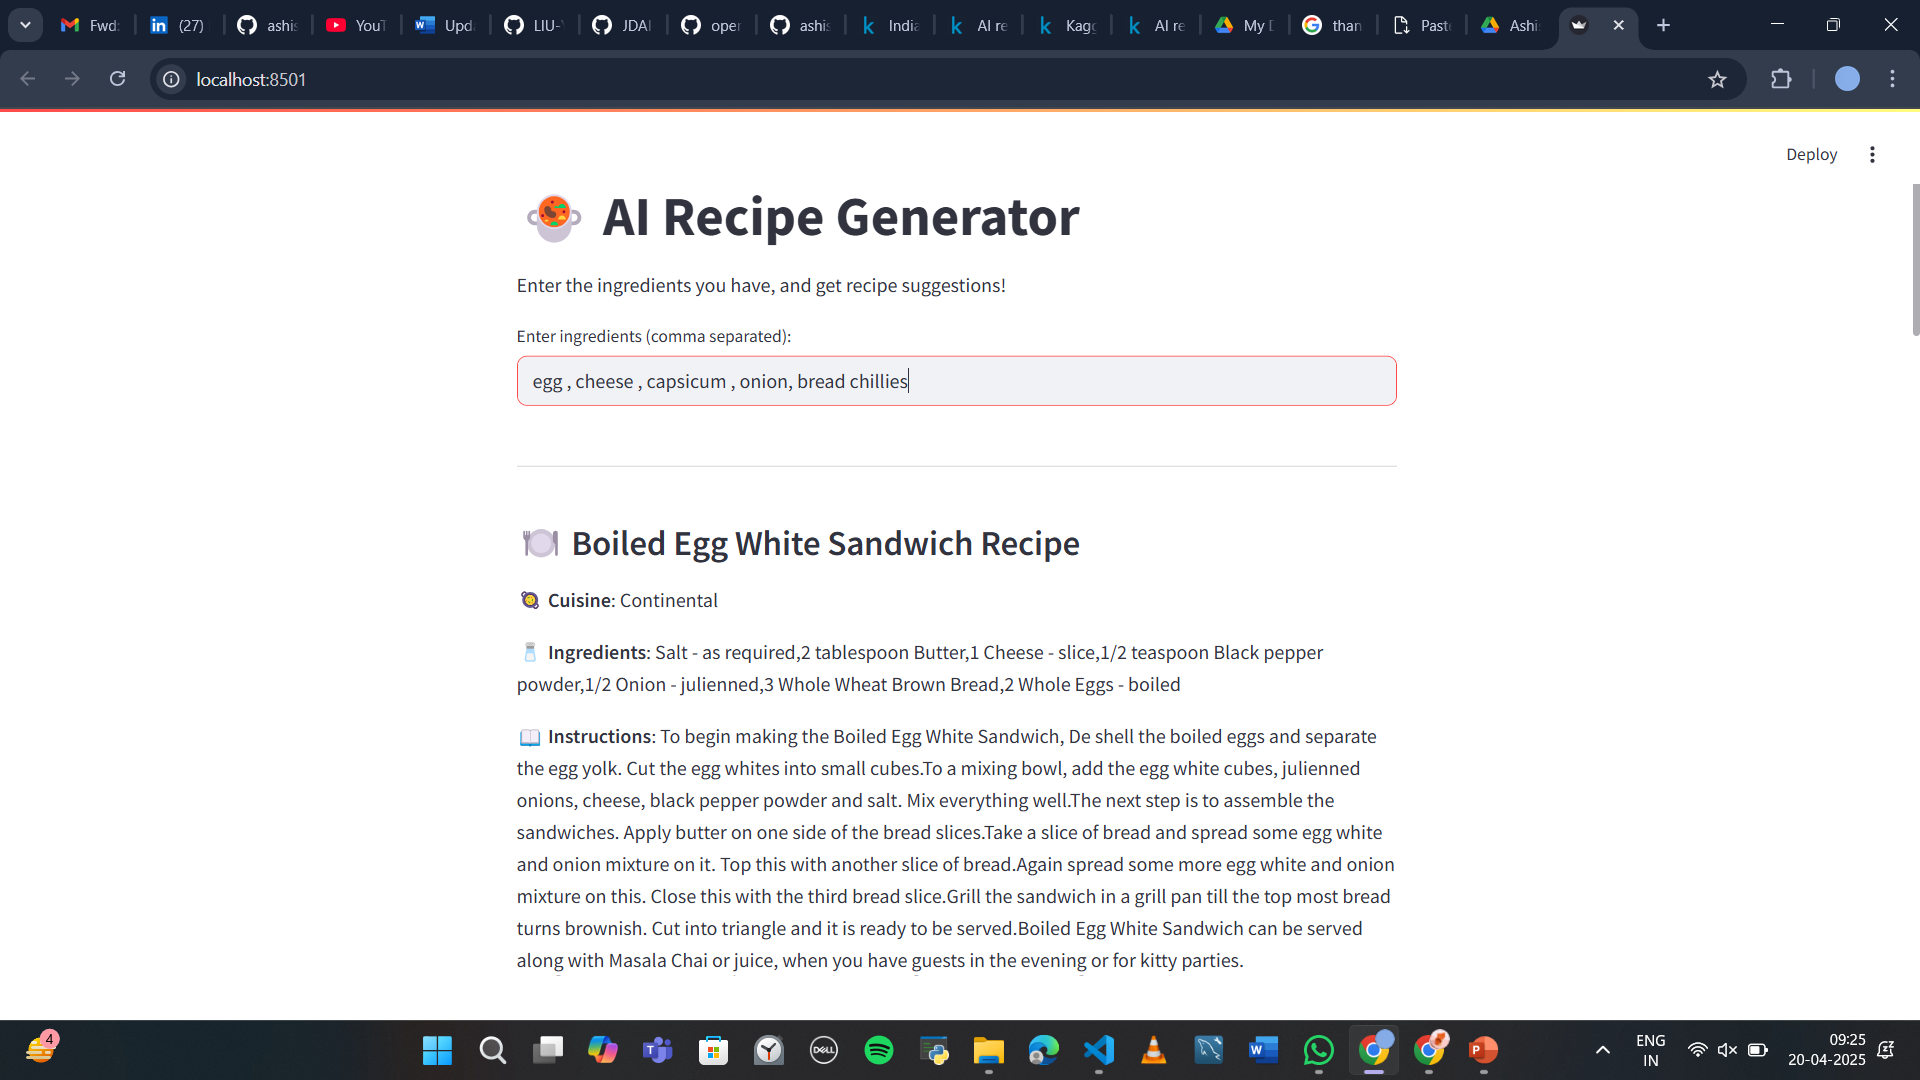 Fwd:
(27)
ashis
YouT
Upda
LIU-Y
JDAI
oper
ashis
India
AI re
Kagg
AI re
My D
than
Paste
Ashi
localhost:8501
Deploy
AI Recipe Generator
Enter the ingredients you have, and get recipe suggestions!
Enter ingredients (comma separated):
egg , cheese , capsicum , onion, bread chillies
Boiled Egg White Sandwich Recipe
Cuisine: Continental
Ingredients: Salt - as required,2 tablespoon Butter,1 Cheese - slice,1/2 teaspoon Black pepper
powder,1/2 Onion - julienned,3 Whole Wheat Brown Bread,2 Whole Eggs - boiled
Instructions: To begin making the Boiled Egg White Sandwich, De shell the boiled eggs and separate
the egg yolk. Cut the egg whites into small cubes.To a mixing bowl, add the egg white cubes, julienned
onions, cheese, black pepper powder and salt. Mix everything well.The next step is to assemble the
sandwiches. Apply butter on one side of the bread slices.Take a slice of bread and spread some egg white
and onion mixture on it. Top this with another slice of bread.Again spread some more egg white and onion
mixture on this. Close this with the third bread slice.Grill the sandwich in a grill pan till the top most bread
turns brownish. Cut into triangle and it is ready to be served.Boiled Egg White Sandwich can be served
along with Masala Chai or juice, when you have guests in the evening or for kitty parties.
4
DELL
ENG
IN
09:25
20-04-2025